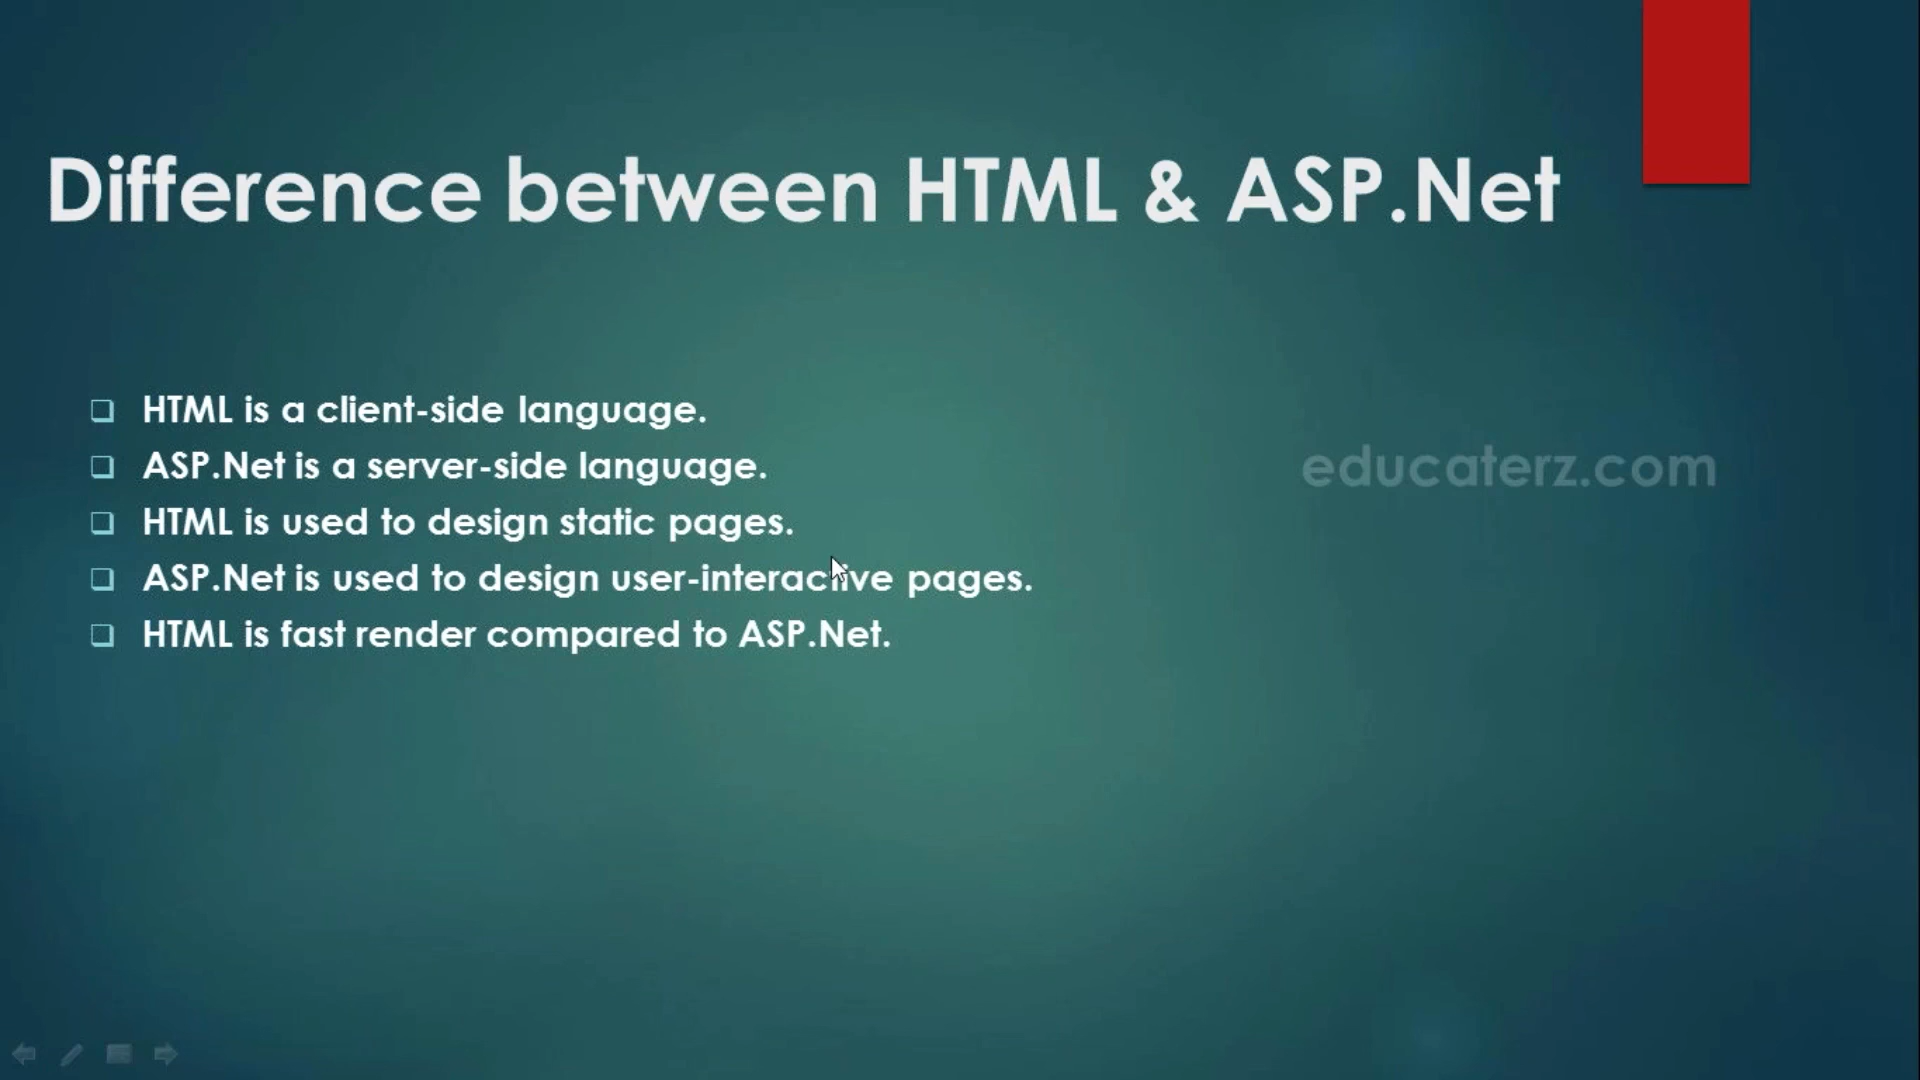 Difference between HTML & ASP.Net
HTML is a client-side language.
ASP.Net is a server-side language.
educaterz.com
HTML is used to design static pages.
ASP.Net is used to design user-interactive pages.
HTML is fast render compared to ASP.Net.